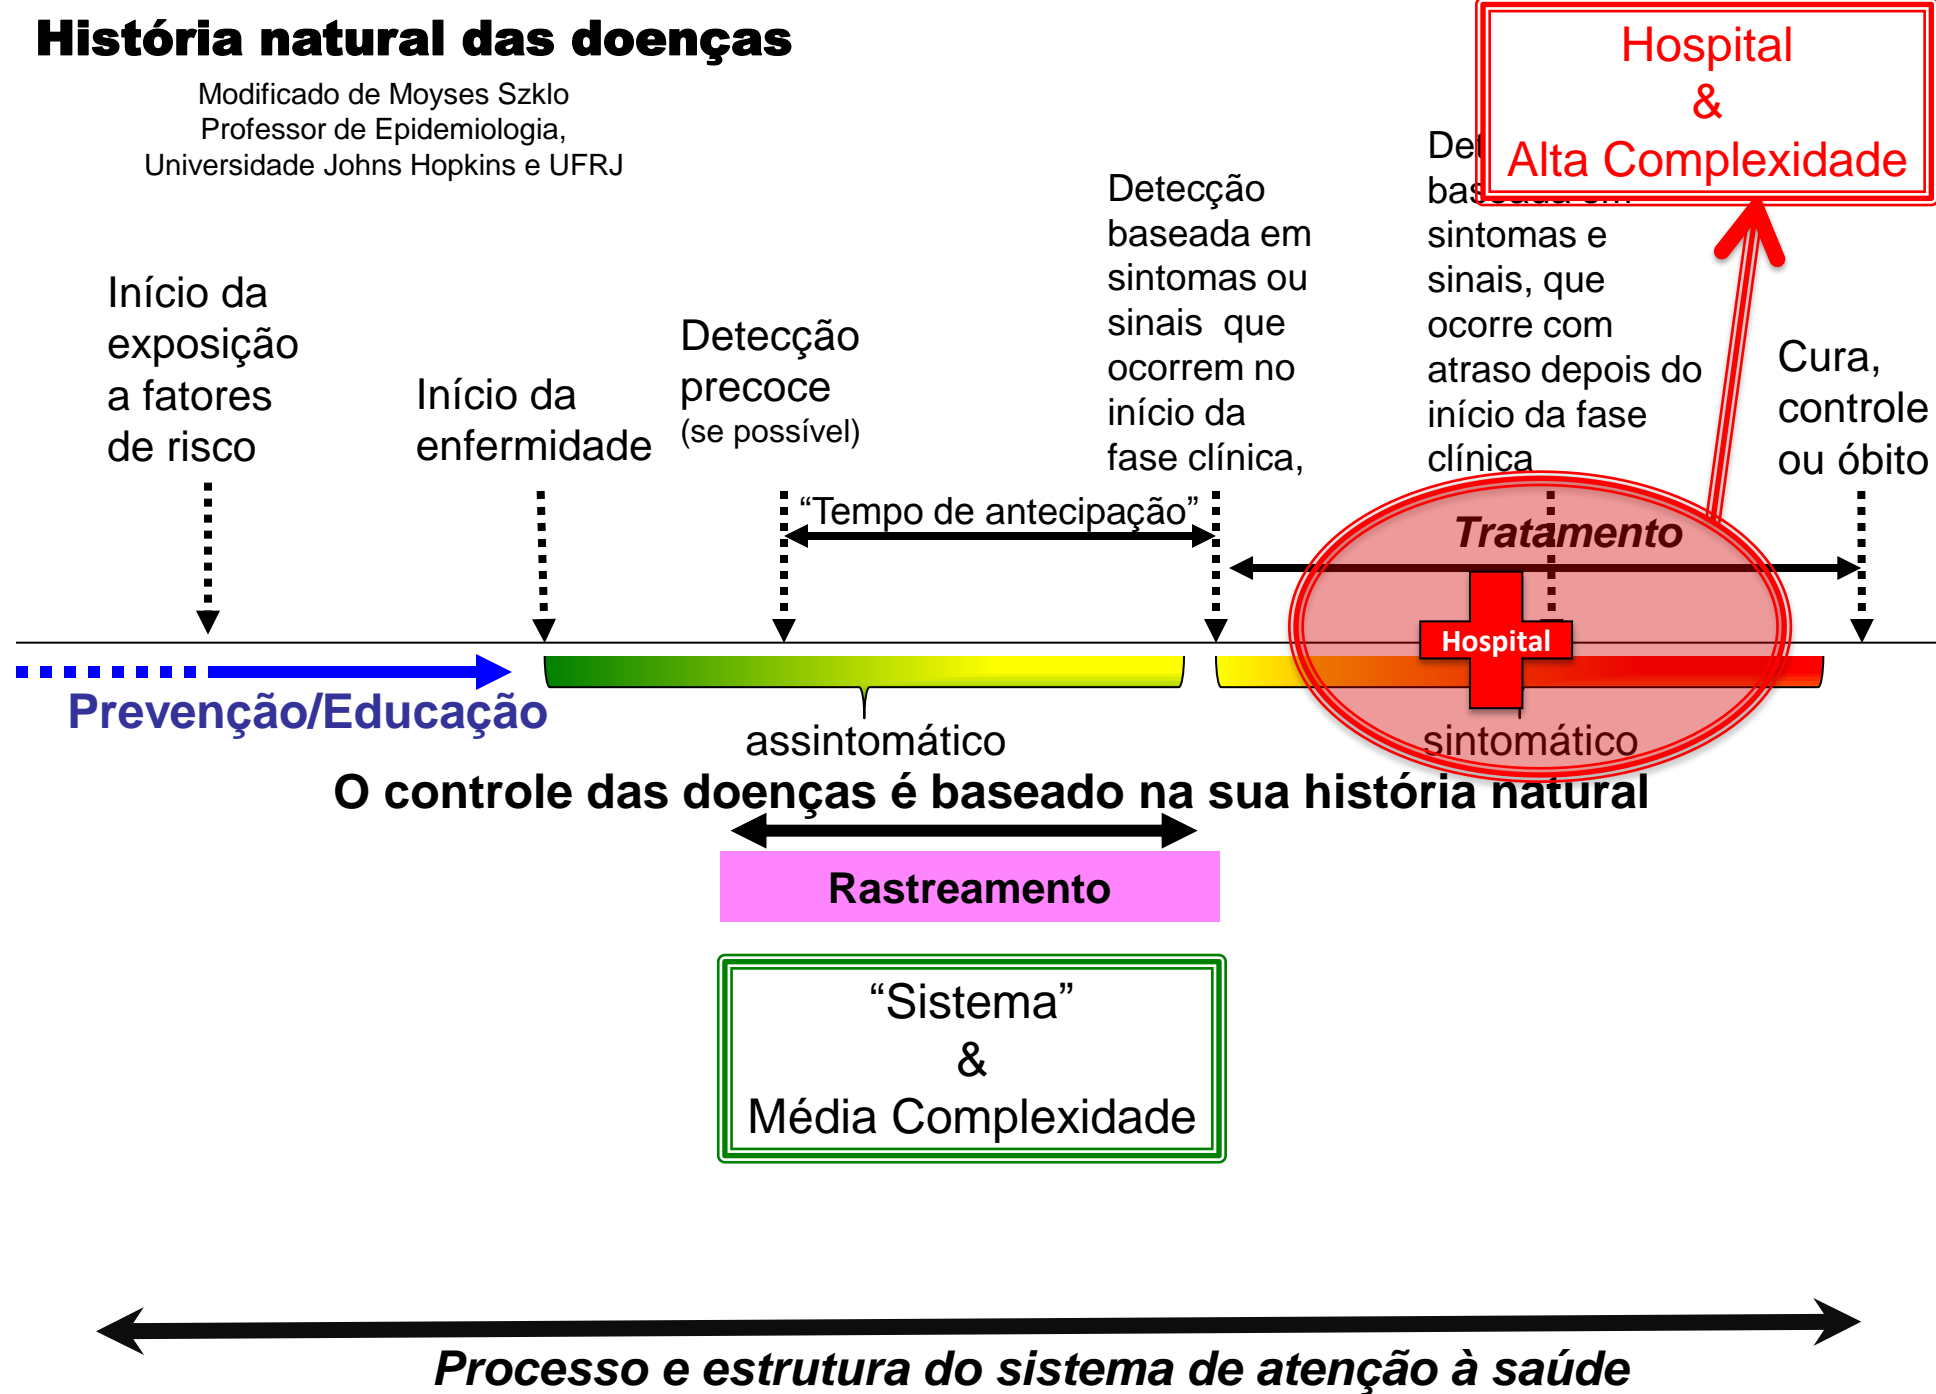 História natural das doenças
Modificado de Moyses Szklo
Professor de Epidemiologia,
Universidade Johns Hopkins e UFRJ
Hospital
&
Alta Complexidade
Início da
exposição
a fatores
de risco
Início da
enfermidade
Detecção
precoce
(se possível)
Detecção
baseada em
sintomas ou
sinais que
ocorrem no
início da
fase clínica,
baseada em
sintomas e
sinais, que
ocorre com
atraso depois do
início da fase
clínica
Cura,
controle
ou óbito
“Tempo de antecipação”
Tratamento
Hospital
Prevenção/Educação
assintomático
sintomático
O controle das doenças é baseado na sua história natural
Rastreamento
“Sistema”
&
Média Complexidade
Processo e estrutura do sistema de atenção à saúde